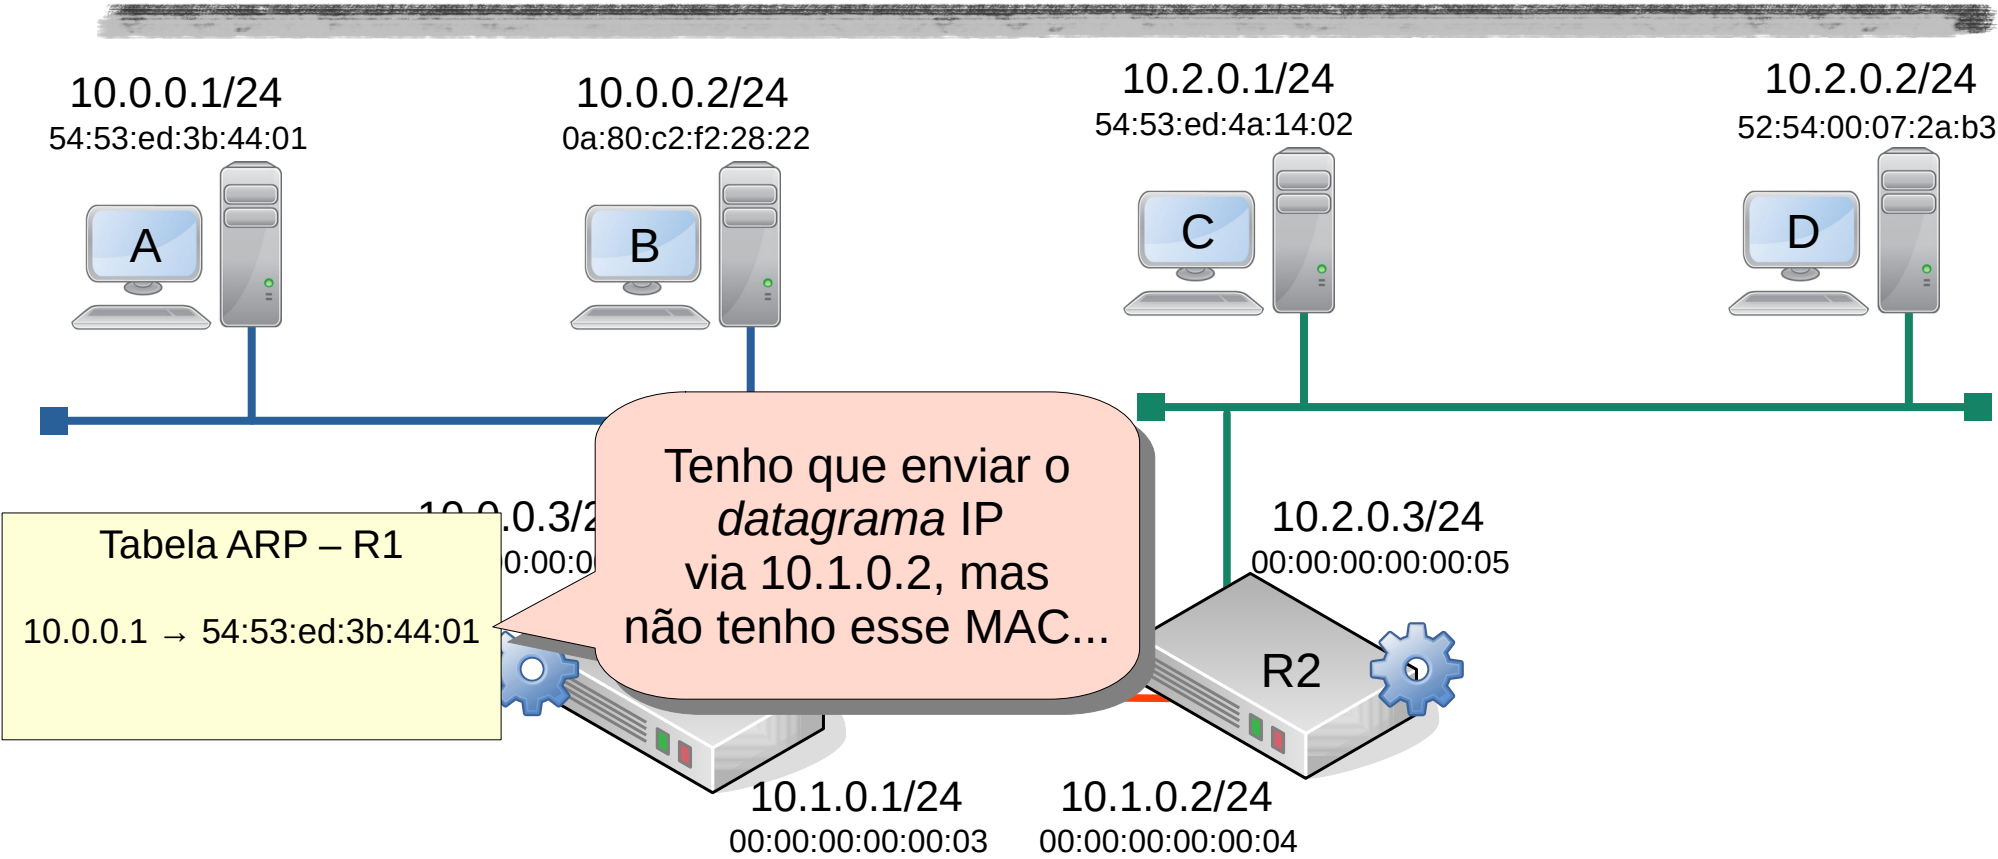 10.0.0.1/24
54:53:ed:3b:44:01
10.0.0.2/24
0a:80:c2:f2:28:22
10.2.0.1/24
54:53:ed:4a:14:02
10.2.0.2/24
52:54:00:07:2a:b3
A
B
C
D
Tenho que enviar o
datagrama IP
via 10.1.0.2, mas
não tenho esse MAC...
Tabela ARP – R1
10.0.0.1 → 54:53:ed:3b:44:01
10.2.0.3/24
00:00:00:00:00:05
R2
10.1.0.1/24
00:00:00:00:00:03
10.1.0.2/24
00:00:00:00:00:04